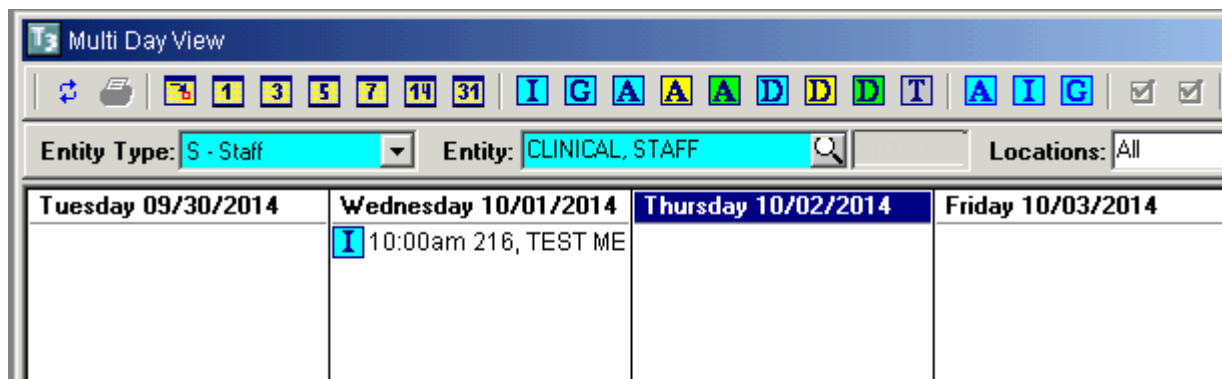 T3 Multi Day View
1 3 5 7 14 31 I G A A A D D D T A I G
Entity Type: S - Staff Entity: CLINICAL, STAFF Locations: All
Tuesday 09/30/2014 Wednesday 10/01/2014 Thursday 10/02/2014 Friday 10/03/2014
I 10:00am 216, TEST ME